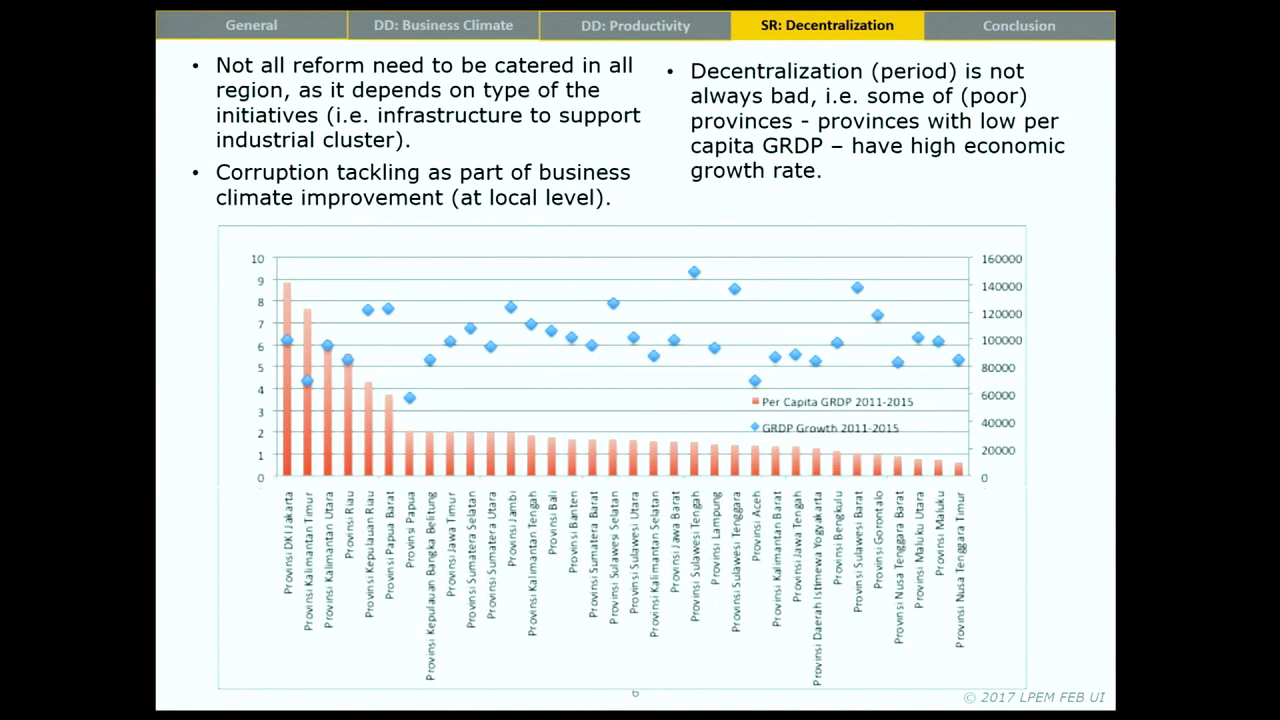 General
DD: Business Climate
DD: Productivity
SR: Decentralization
Conclusion
• Not all reform need to be catered in all
region, as it depends on type of the
initiatives (i.e. infrastructure to support
industrial cluster).
• Corruption tackling as part of business
climate improvement (at local level).
• Decentralization (period) is not
always bad, i.e. some of (poor)
provinces - provinces with low per
capita GRDP – have high economic
growth rate.
10
9
8
7
6
5
4
3
2
1
0
160000
140000
120000
100000
80000
60000
40000
20000
0
Per Capita GRDP 2011-2015
GRDP Growth 2011-2015
Provinsi DKI Jakarta
Provinsi Kalimantan Timur
Provinsi Kalimantan Utara
Provinsi Riau
Provinsi Kepulauan Riau
Provinsi Papua Barat
Provinsi Papua
Provinsi Kepulauan Bangka Belitung
Provinsi Jawa Timur
Provinsi Sumatera Selatan
Provinsi Sumatera Utara
Provinsi Jambi
Provinsi Kalimantan Tengah
Provinsi Bali
Provinsi Banten
Provinsi Sumatera Barat
Provinsi Sulawesi Selatan
Provinsi Sulawesi Utara
Provinsi Kalimantan Selatan
Provinsi Jawa Barat
Provinsi Sulawesi Tengah
Provinsi Lampung
Provinsi Sulawesi Tenggara
Provinsi Aceh
Provinsi Kalimantan Barat
Provinsi Jawa Tengah
Provinsi Daerah Istimewa Yogyakarta
Provinsi Bengkulu
Provinsi Sulawesi Barat
Provinsi Gorontalo
Provinsi Nusa Tenggara Barat
Provinsi Maluku Utara
Provinsi Maluku
Provinsi Nusa Tenggara Timur
6
© 2017 LPEM FEB UI